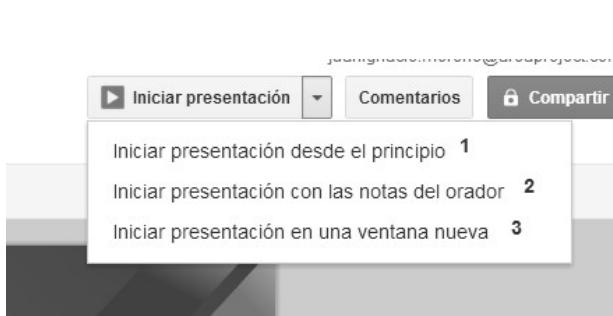 Iniciar presentación Comentarios Compartir
Iniciar presentación desde el principio 1
Iniciar presentación con las notas del orador 2
Iniciar presentación en una ventana nueva 3